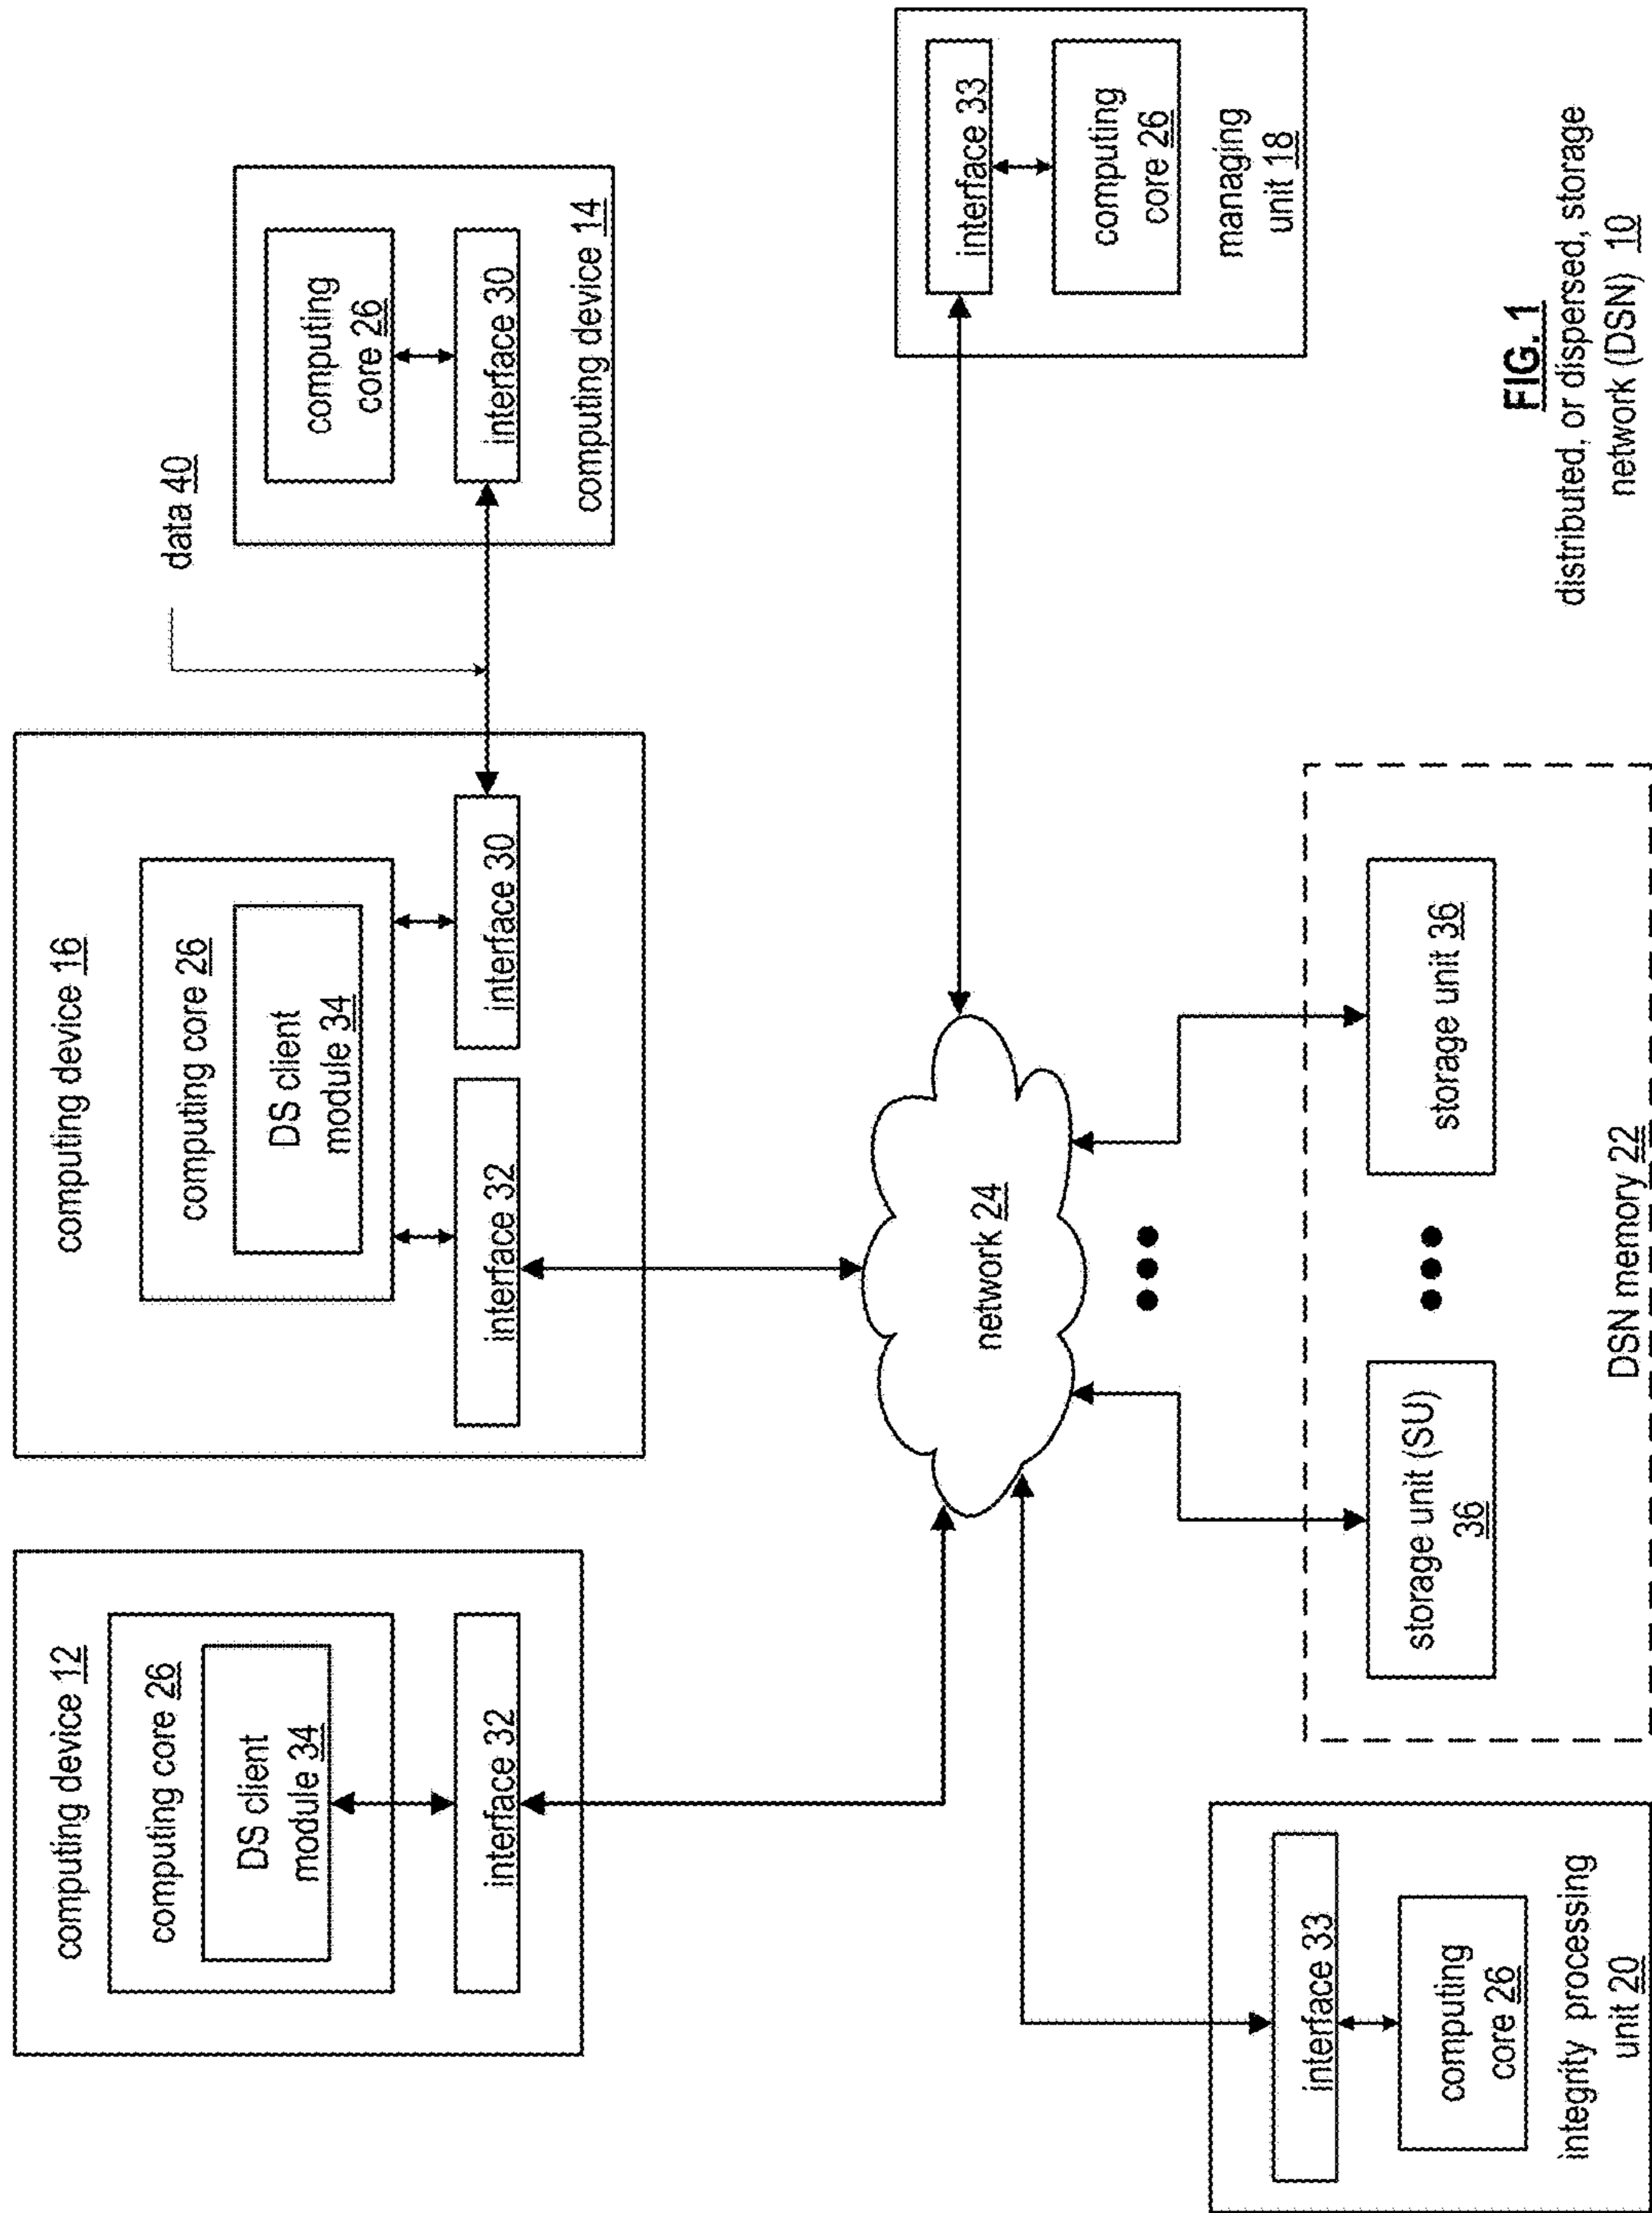 computing device 12
computing core 26
DS client
module 34
interface 32
computing device 16
computing core 26
DS client
module 34
interface 32
interface 30
data 40
computing
core 26
interface 30
computing device 14
network 24
interface 33
computing
core 26
managing
unit 18
interface 33
computing
core 26
integrity processing
unit 20
storage unit (SU)
36
storage unit 36
DSN memory 22
FIG. 1
distributed, or dispersed, storage
network (DSN) 10